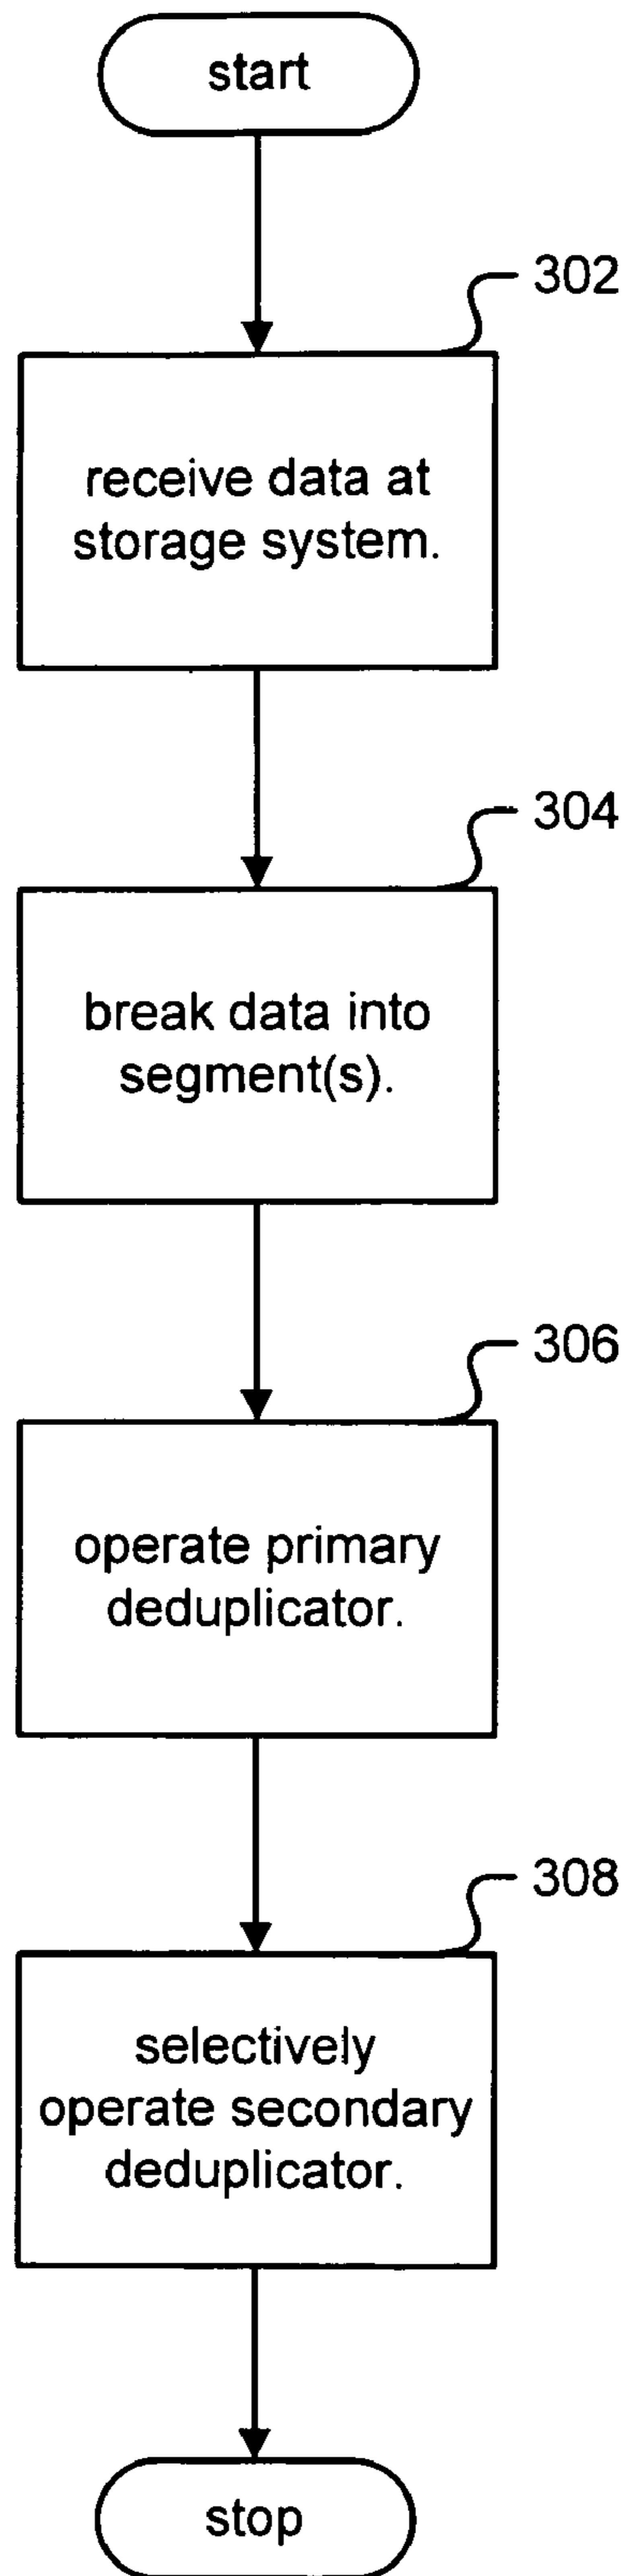 start
302
receive data at
storage system.
304
break data into
segment(s).
306
operate primary
deduplicator.
308
selectively
operate secondary
deduplicator.
stop